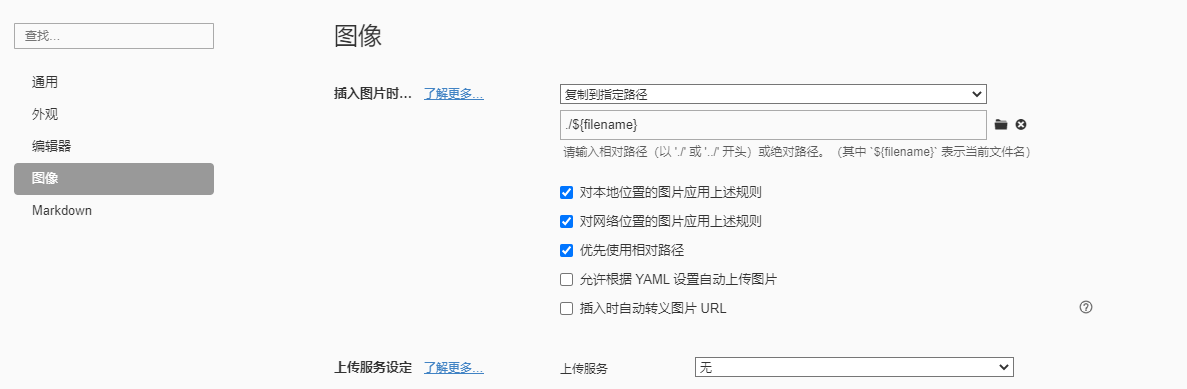 查找...
通用
外观
编辑器
图像
Markdown
图像
插入图片时... 了解更多...
复制到指定路径
./${filename}
请输入相对路径（以 './' 或 '../' 开头）或绝对路径。（其中 `${filename}` 表示当前文件名）
对本地位置的图片应用上述规则
对网络位置的图片应用上述规则
优先使用相对路径
允许根据 YAML 设置自动上传图片
插入时自动转义图片 URL
上传服务设定 了解更多... 上传服务 无